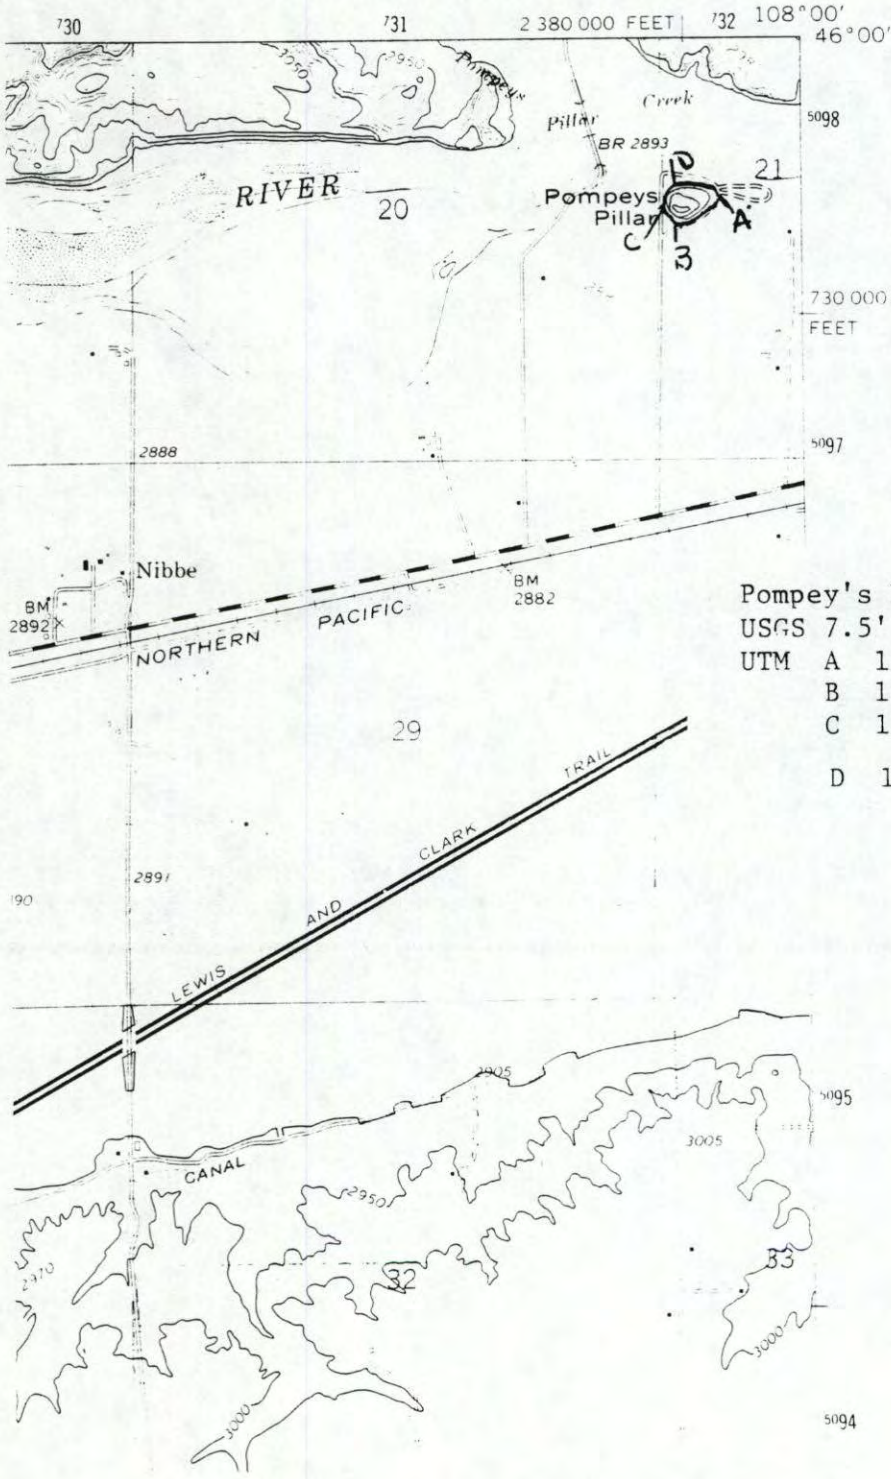 730 731 2 380 000 FEET 732 108°00'
46°00'
2950 2950 Pompeys
Pillar Creek
5098
BR 2893
D 21
RIVER 20
Pompeys
Pillar
A
C
B
730 000
FEET
2888
5097
Nibbe
BM
2892
BM
2882
NORTHERN PACIFIC
Pompey's
USGS 7.5'
UTM A 1
B 1
C 1
D 1
29
LEWIS AND CLARK TRAIL
2891
190
2905
5095
3005
CANAL
2950
2970
32
33
3000
3000
5094